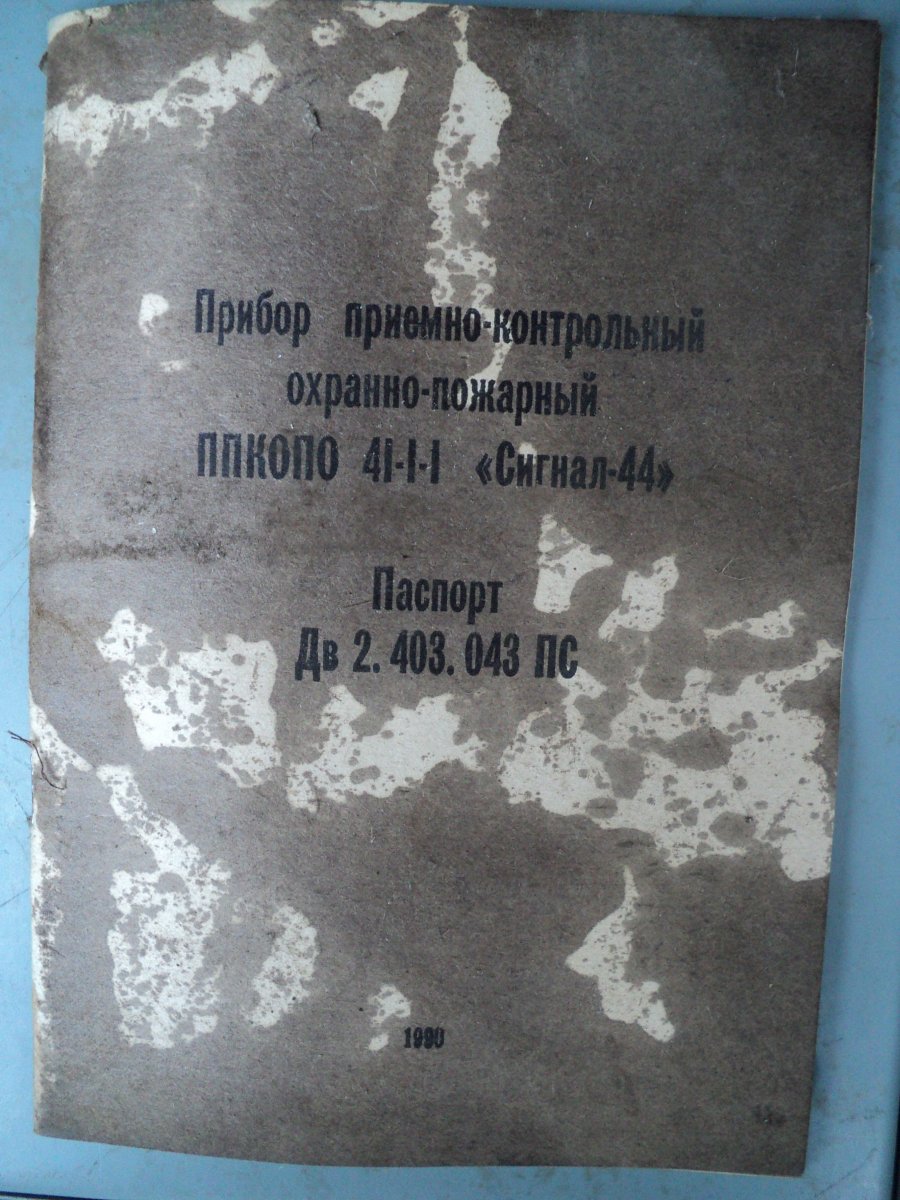 Прибор приемно-контрольный
охранно-пожарный
ППКОПО 41-1-1 «Сигнал-44»
Паспорт
Дв 2. 403. 043 ПС
1990